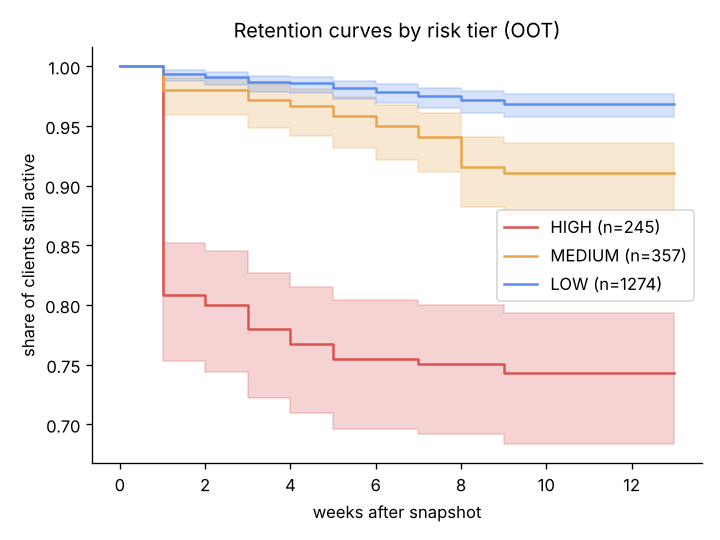 Retention curves by risk tier (OOT)
share of clients still active
1.00
0.95
0.90
0.85
0.80
0.75
0.70
HIGH (n=245)
MEDIUM (n=357)
LOW (n=1274)
0 2 4 6 8 10 12
weeks after snapshot